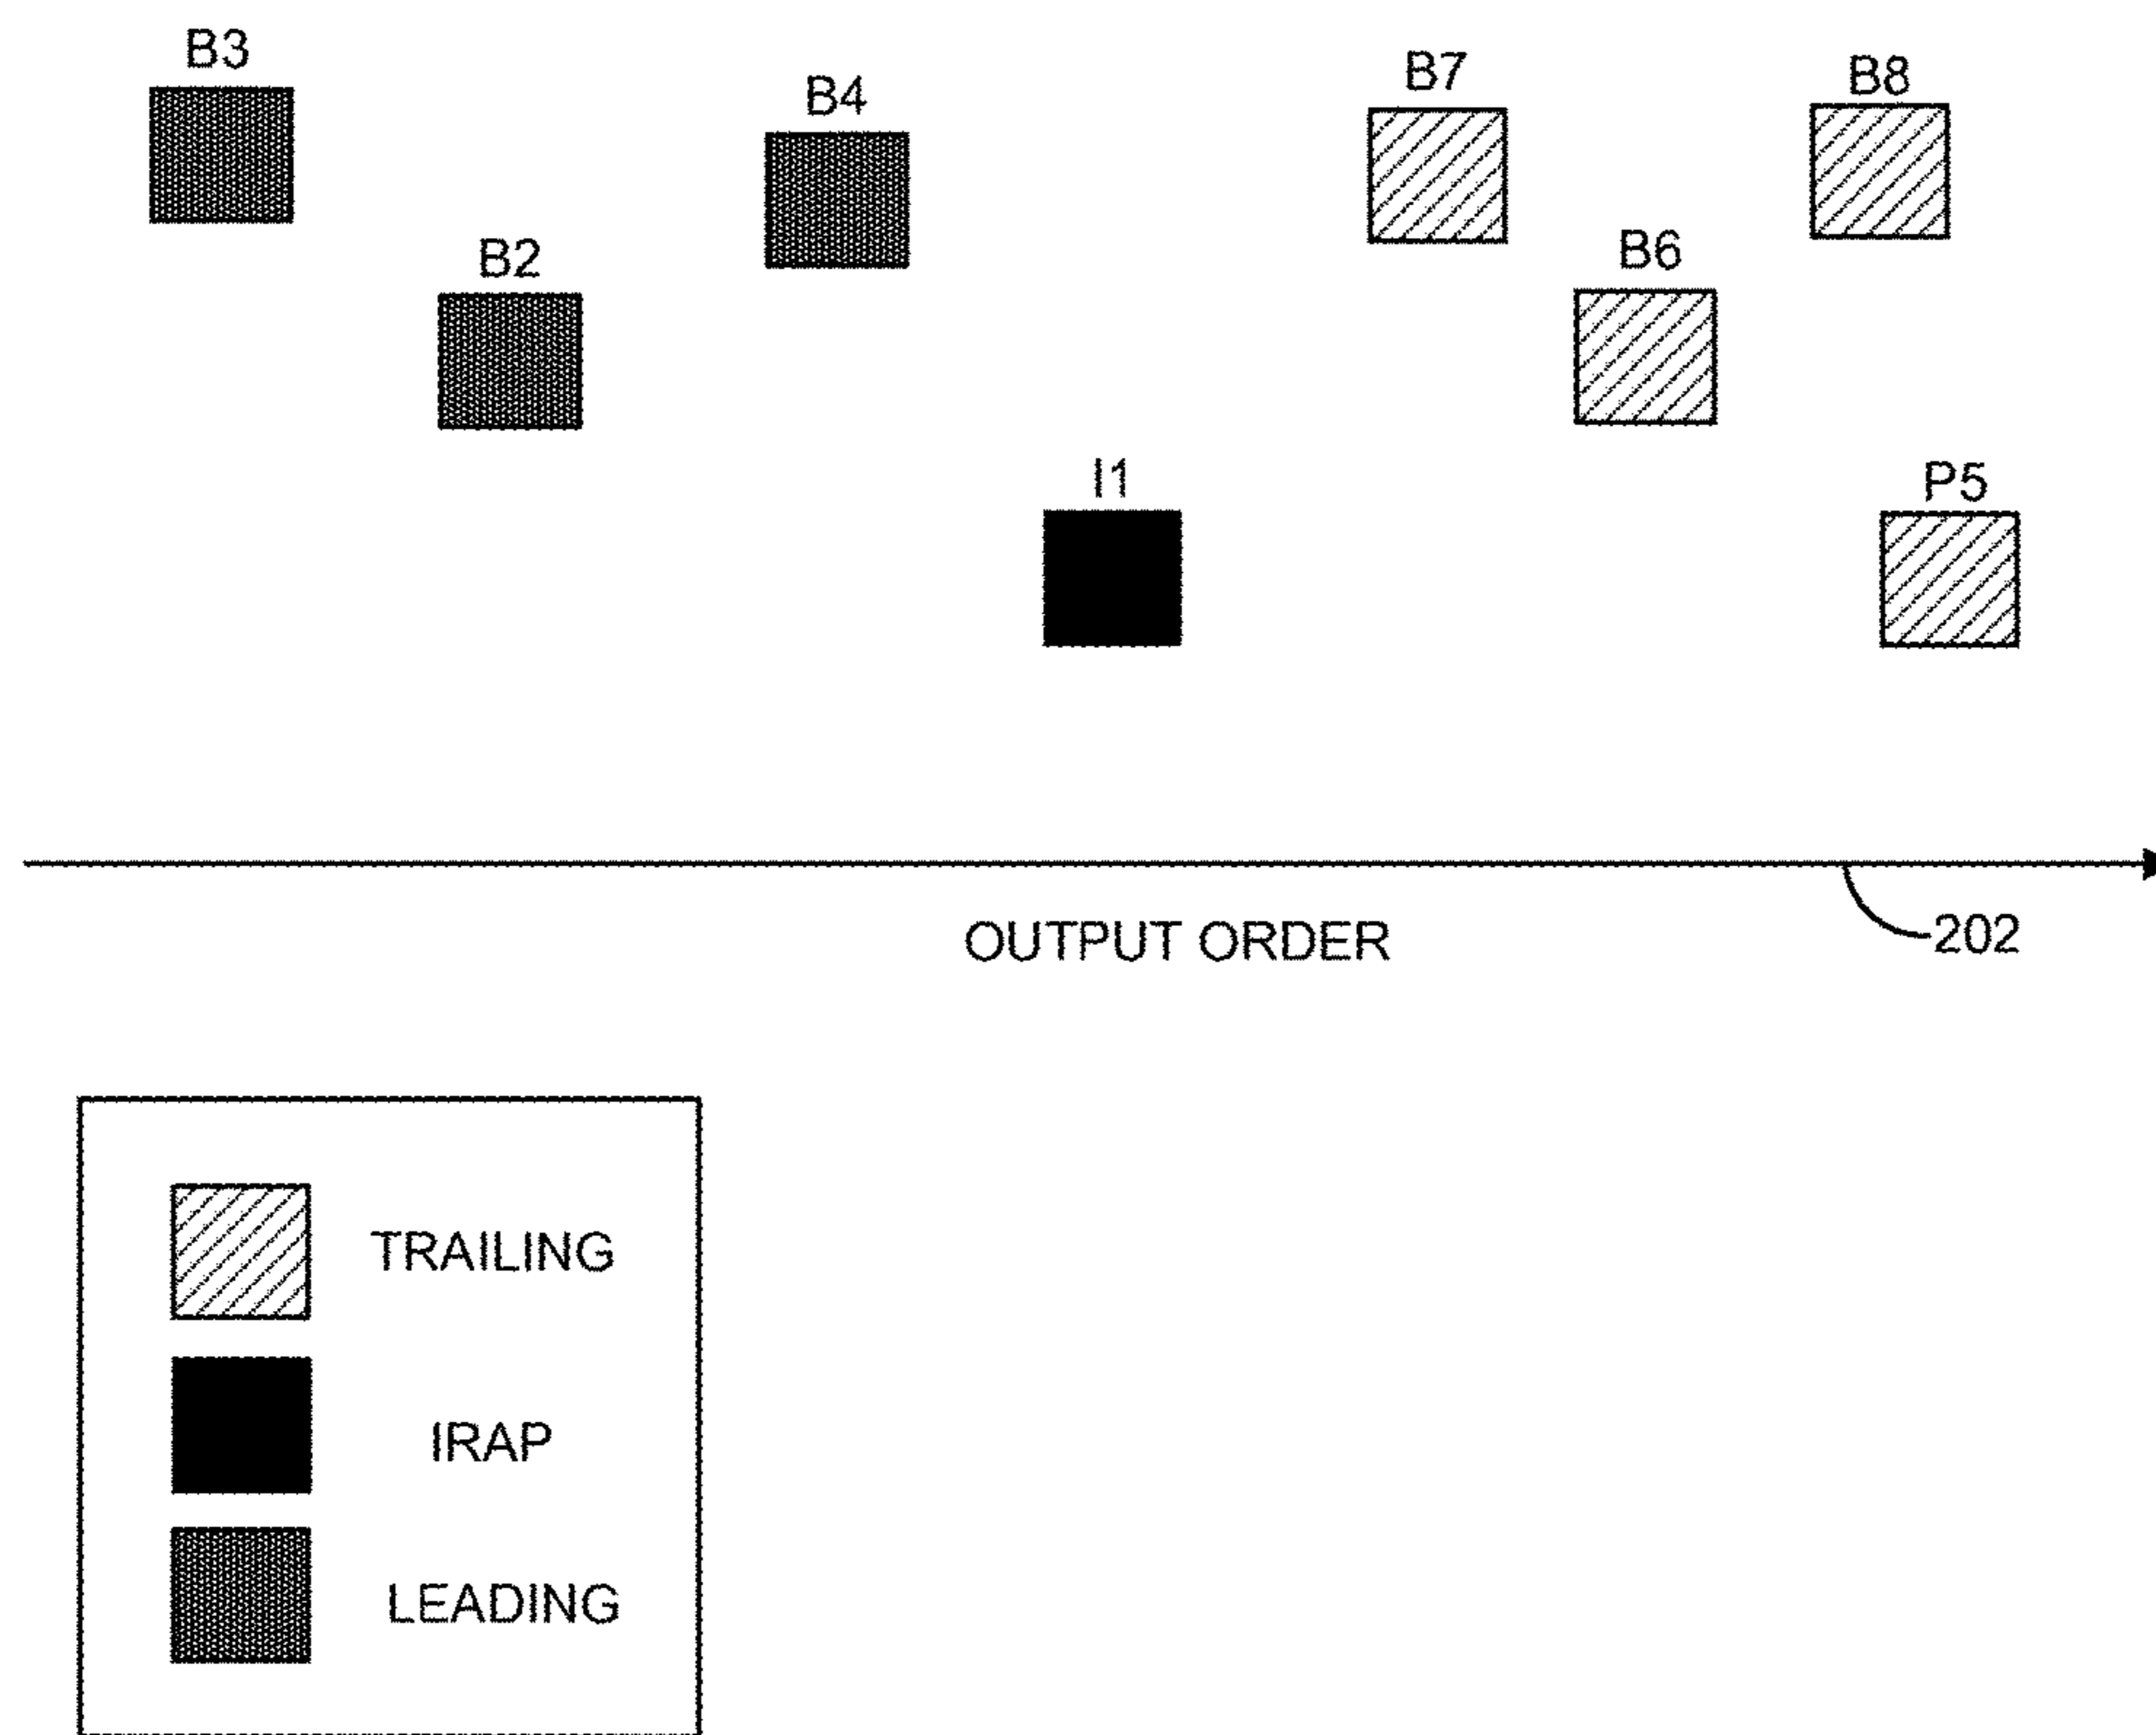 B3
B4
B7
B8
B2
B6
I1
P5
OUTPUT ORDER
202
TRAILING
IRAP
LEADING